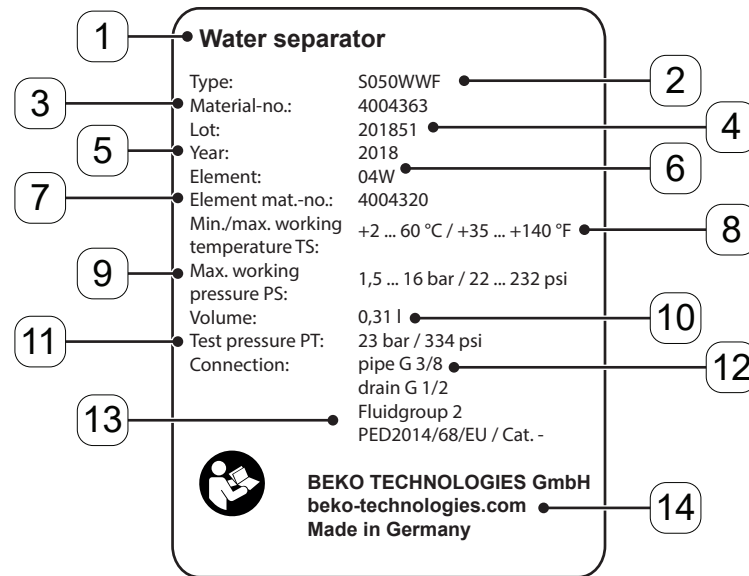 1 Water separator
Type: S050WWF 2
3 Material-no.: 4004363
Lot: 201851 4
5 Year: 2018
Element: 04W 6
7 Element mat.-no.: 4004320
Min./max. working
temperature TS: +2 ... 60 °C / +35 ... +140 °F 8
9 Max. working
pressure PS: 1,5 ... 16 bar / 22 ... 232 psi
Volume: 0,31 l 10
11 Test pressure PT: 23 bar / 334 psi
Connection: pipe G 3/8 12
drain G 1/2
13 Fluidgroup 2
PED2014/68/EU / Cat. -
BEKO TECHNOLOGIES GmbH
beko-technologies.com 14
Made in Germany